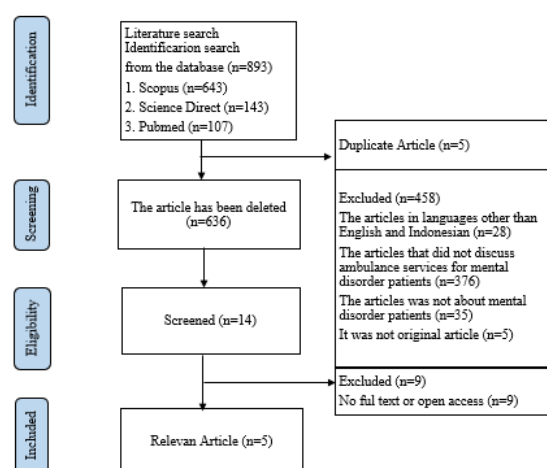 Identification
Literature search
Identificarion search
from the database (n=893)
1. Scopus (n=643)
2. Science Direct (n=143)
3. Pubmed (n=107)
Duplicate Article (n=5)
Screening
The article has been deleted
(n=636)
Excluded (n=458)
The articles in languages other than
English and Indonesian (n=28)
The articles that did not discuss
ambulance services for mental
disorder patients (n=376)
The articles was not about mental
disorder patients (n=35)
It was not original article (n=5)
Eligibility
Screened (n=14)
Excluded (n=9)
No ful text or open access (n=9)
Included
Relevan Article (n=5)